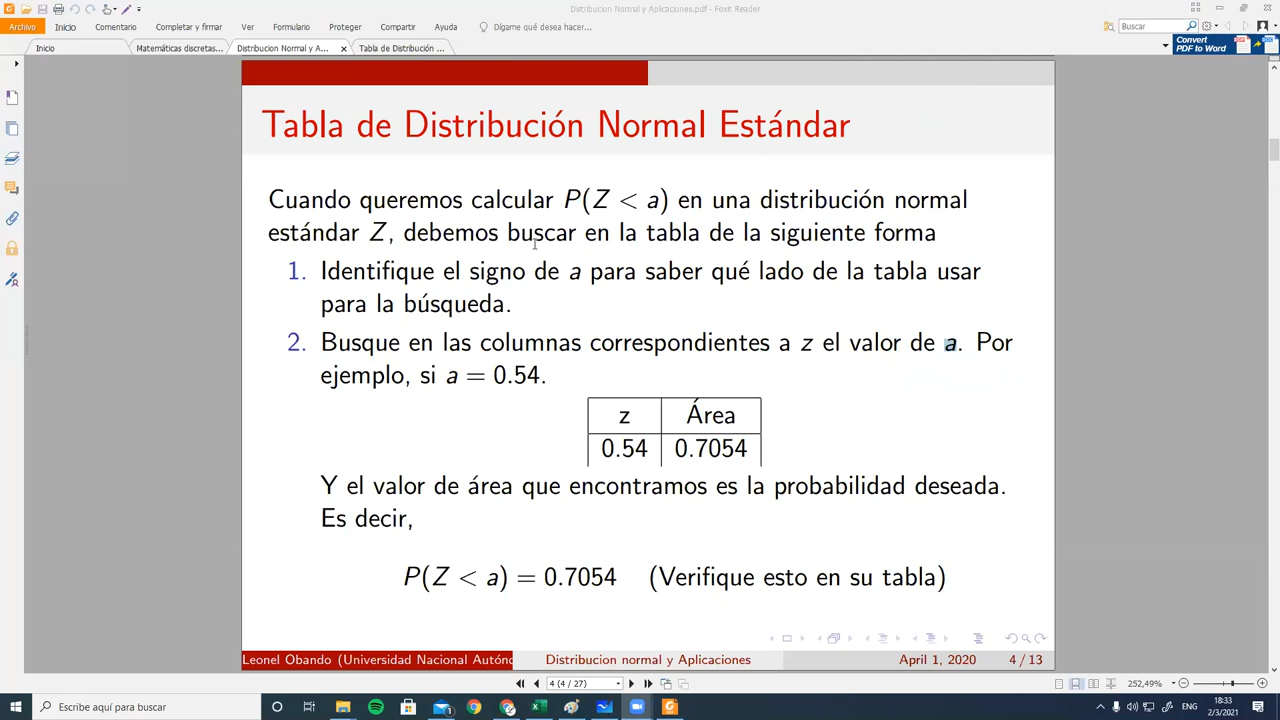 Distribucion Normal y Aplicaciones.pdf - Foxit Reader
Archivo Inicio Comentario Completar y firmar Ver Formulario Proteger Compartir Ayuda Dígame qué desea hacer... Buscar
Inicio Matemáticas discretas... Distribucion Normal y A... Tabla de Distribución ... Convert PDF to Word
Tabla de Distribución Normal Estándar
Cuando queremos calcular P(Z < a) en una distribución normal
estándar Z, debemos buscar en la tabla de la siguiente forma
1. Identifique el signo de a para saber qué lado de la tabla usar
para la búsqueda.
2. Busque en las columnas correspondientes a z el valor de a. Por
ejemplo, si a = 0.54.
z Área
0.54 0.7054
Y el valor de área que encontramos es la probabilidad deseada.
Es decir,
P(Z < a) = 0.7054 (Verifique esto en su tabla)
Leonel Obando (Universidad Nacional Autónc Distribucion normal y Aplicaciones April 1, 2020 4 / 13
4 (4 / 27) 252,49%
Escribe aquí para buscar 18:33
2/3/2021